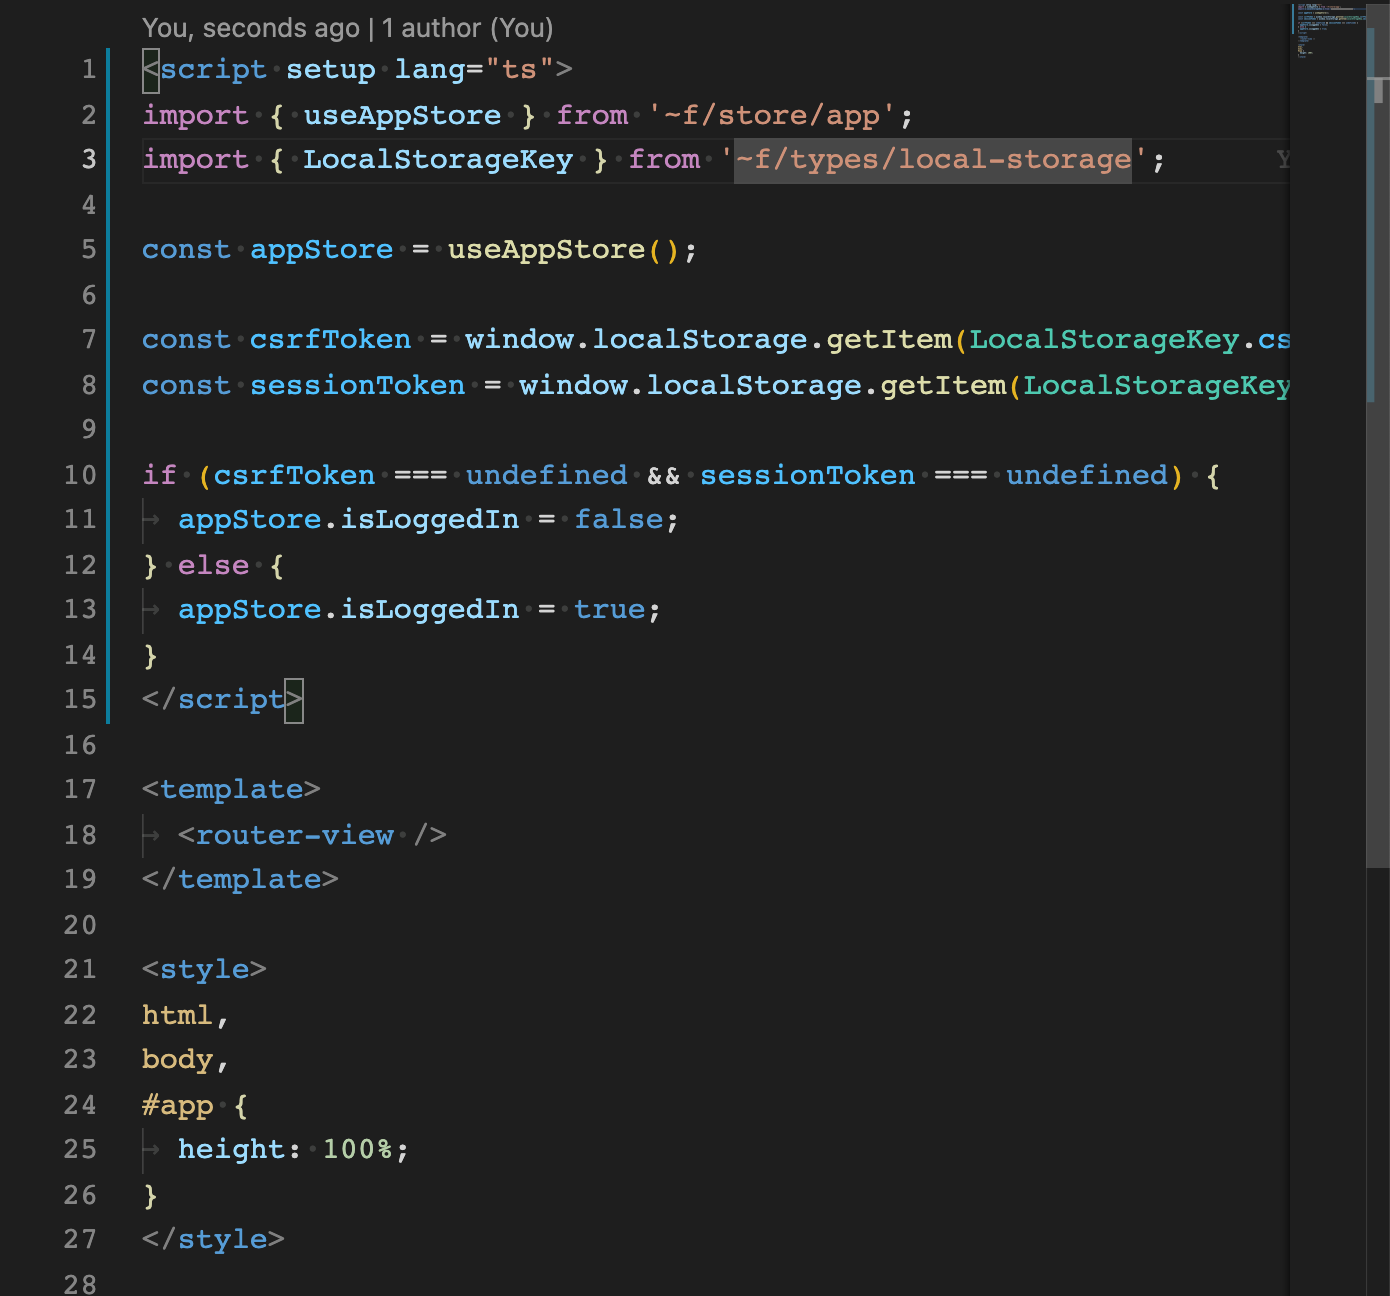 You, seconds ago | 1 author (You)
1 <script setup lang="ts">
2 import { useAppStore } from '~f/store/app';
3 import { LocalStorageKey } from '~f/types/local-storage'; Y
4
5 const appStore = useAppStore();
6
7 const csrfToken = window.localStorage.getItem(LocalStorageKey.cs
8 const sessionToken = window.localStorage.getItem(LocalStorageKey
9
10 if (csrfToken === undefined && sessionToken === undefined) {
11 appStore.isLoggedIn = false;
12 } else {
13 appStore.isLoggedIn = true;
14 }
15 </script>
16
17 <template>
18 <router-view />
19 </template>
20
21 <style>
22 html,
23 body,
24 #app {
25 height: 100%;
26 }
27 </style>
28